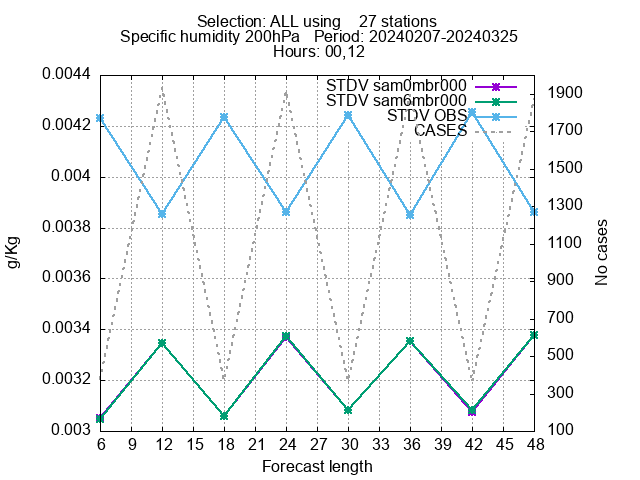 Selection: ALL using    27 stations
Specific humidity 200hPa   Period: 20240207-20240325
Hours: 00,12
STDV sam0mbr000
STDV sam6mbr000
STDV OBS
CASES
0.0044
0.0042
0.004
0.0038
0.0036
0.0034
0.0032
0.003
g/Kg
1900
1700
1500
1300
1100
900
700
500
300
100
No cases
6 9 12 15 18 21 24 27 30 33 36 39 42 45 48
Forecast length